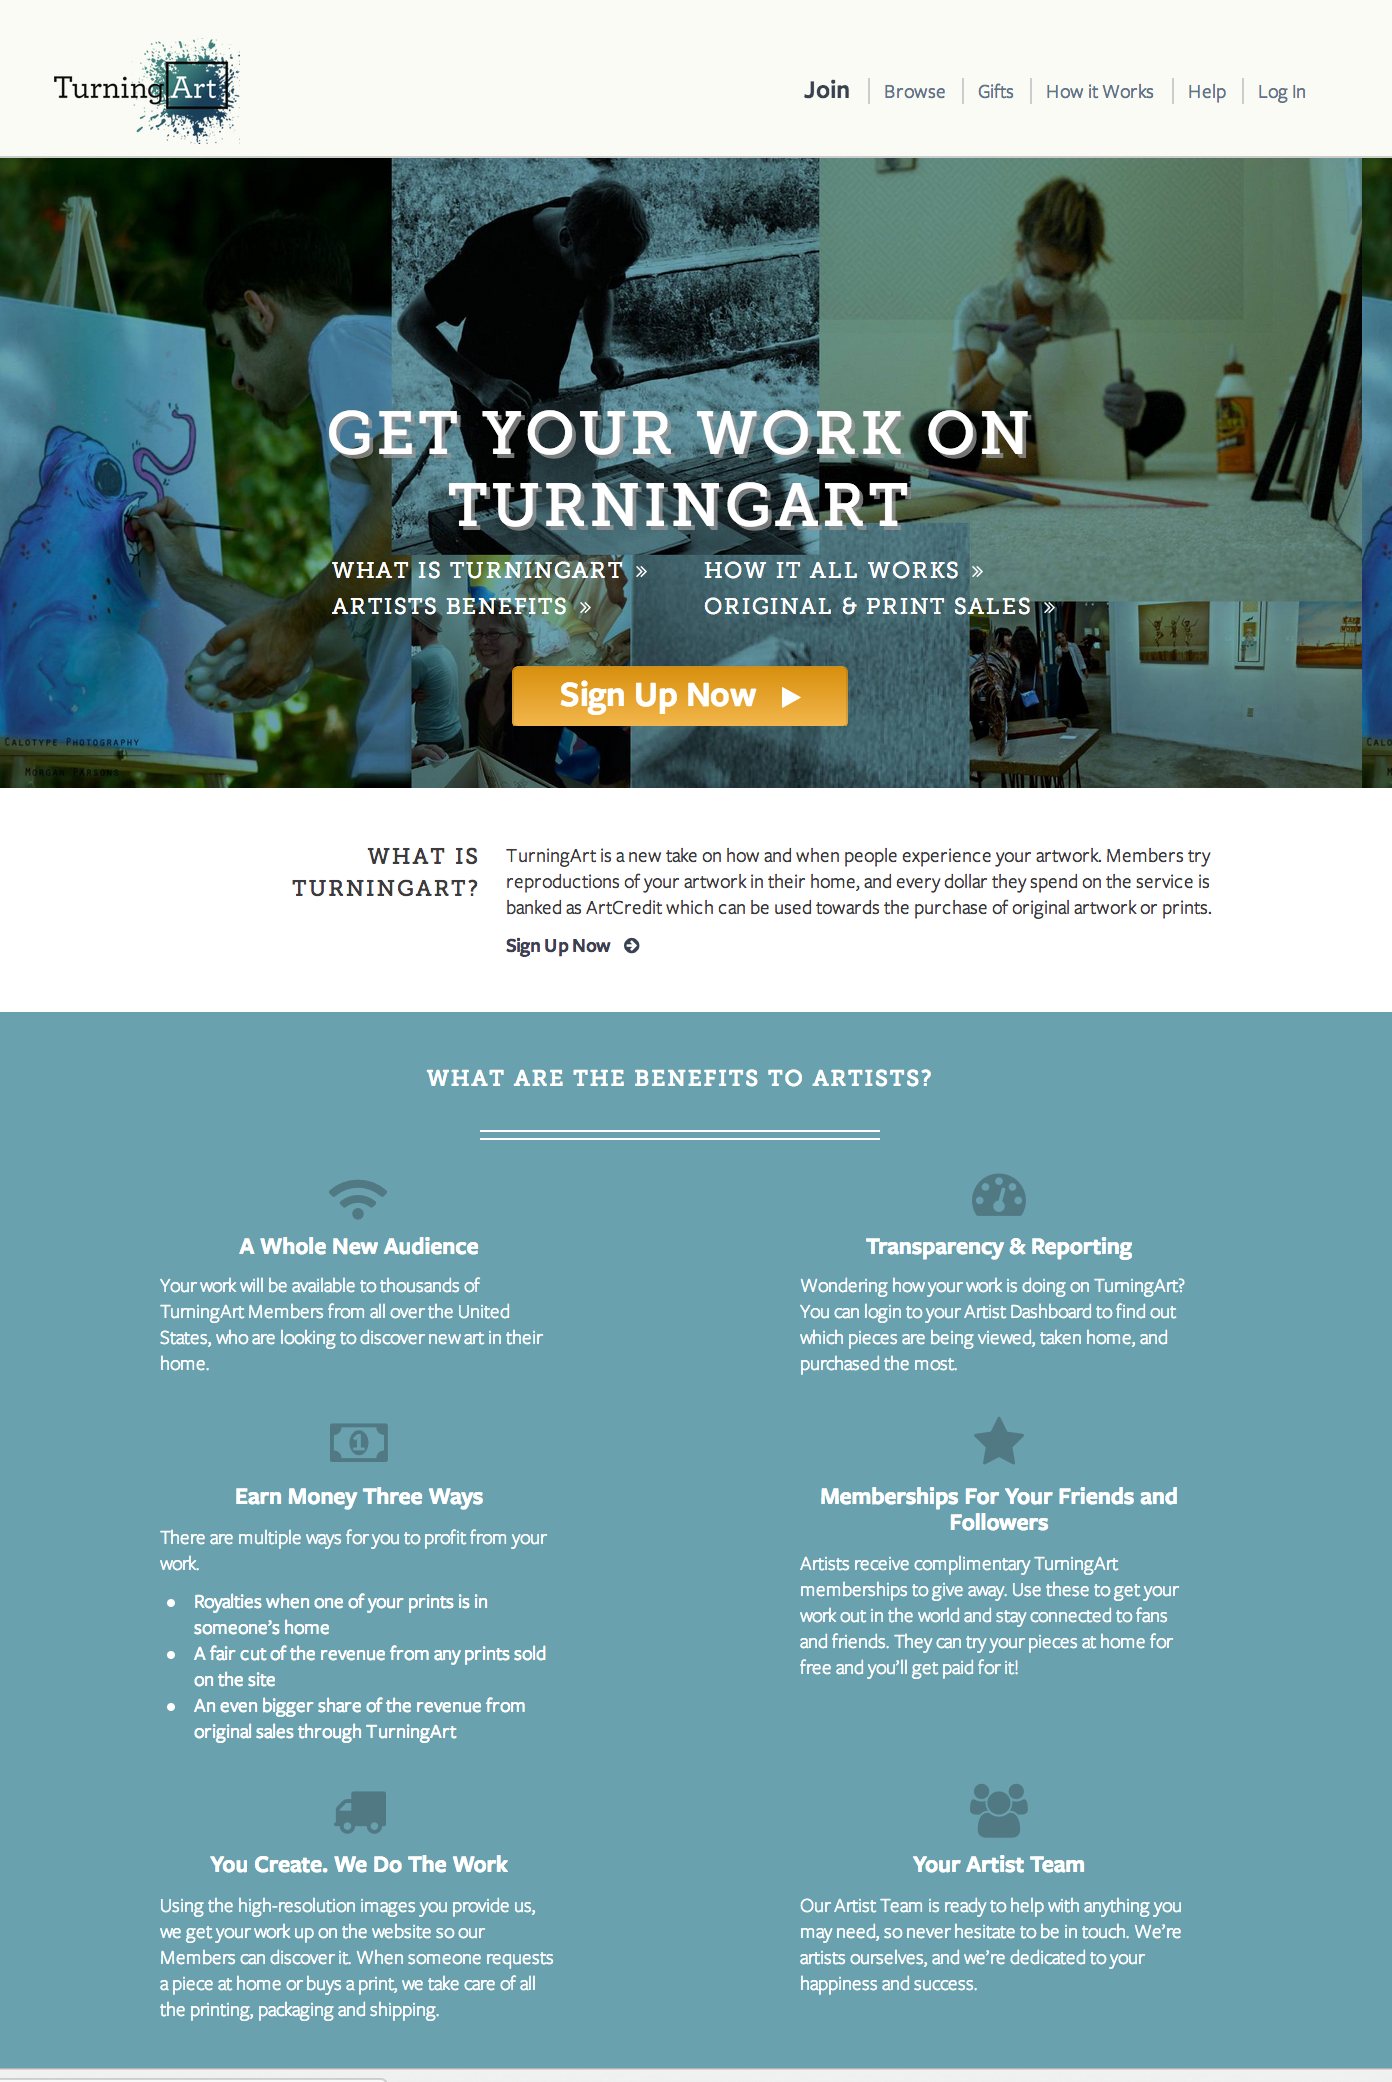 TurningArt
Join
Browse
Gifts
How it Works
Help
Log In
GET YOUR WORK ON
TURNINGART
WHAT IS TURNINGART »
HOW IT ALL WORKS »
ARTISTS BENEFITS »
ORIGINAL & PRINT SALES »
Sign Up Now
CALOTYPE PHOTOGRAPHY
MORGAN PARSONS
WHAT IS
TURNINGART?
TurningArt is a new take on how and when people experience your artwork. Members try
reproductions of your artwork in their home, and every dollar they spend on the service is
banked as ArtCredit which can be used towards the purchase of original artwork or prints.
Sign Up Now
WHAT ARE THE BENEFITS TO ARTISTS?
A Whole New Audience
Your work will be available to thousands of
TurningArt Members from all over the United
States, who are looking to discover new art in their
home.
Transparency & Reporting
Wondering how your work is doing on TurningArt?
You can login to your Artist Dashboard to find out
which pieces are being viewed, taken home, and
purchased the most.
1
Earn Money Three Ways
There are multiple ways for you to profit from your
work.
• Royalties when one of your prints is in
someone's home
• A fair cut of the revenue from any prints sold
on the site
• An even bigger share of the revenue from
original sales through TurningArt
Memberships For Your Friends and
Followers
Artists receive complimentary TurningArt
memberships to give away. Use these to get your
work out in the world and stay connected to fans
and friends. They can try your pieces at home for
free and you'll get paid for it!
You Create. We Do The Work
Using the high-resolution images you provide us,
we get your work up on the website so our
Members can discover it. When someone requests
a piece at home or buys a print, we take care of all
the printing, packaging and shipping.
Your Artist Team
Our Artist Team is ready to help with anything you
may need, so never hesitate to be in touch. We're
artists ourselves, and we're dedicated to your
happiness and success.